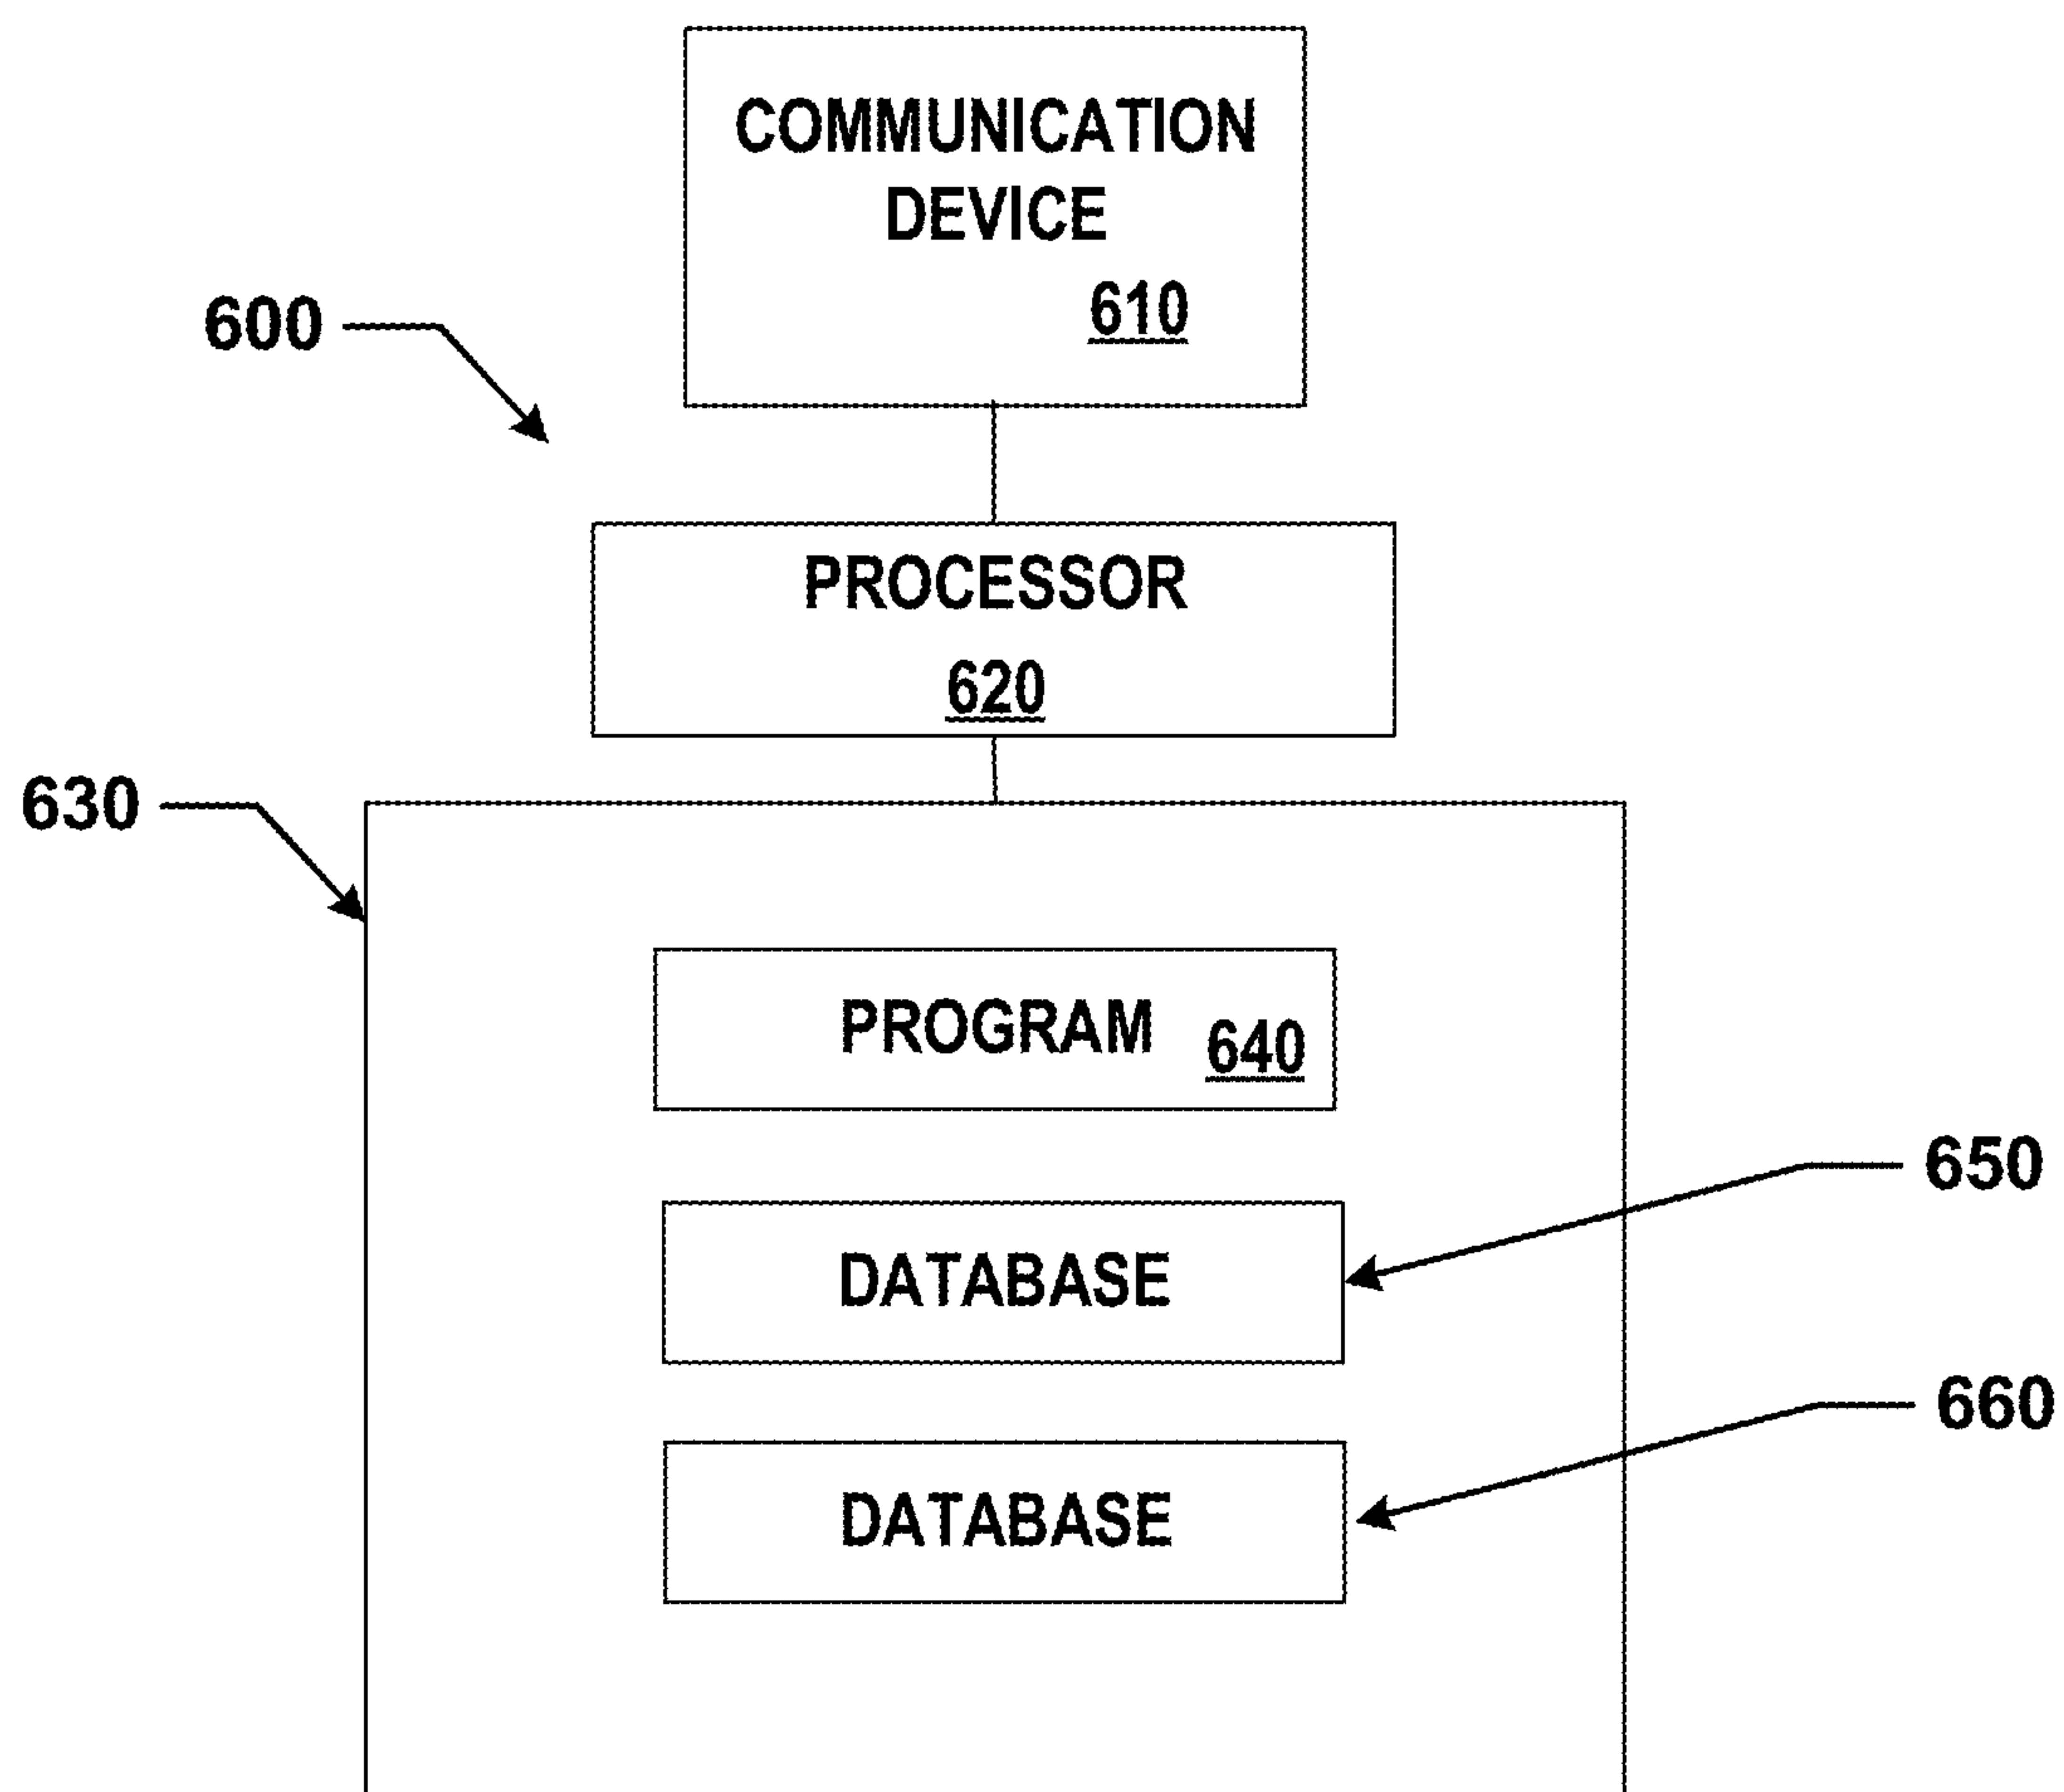 COMMUNICATION
DEVICE
610
600
PROCESSOR
620
630
PROGRAM 640
650
DATABASE
660
DATABASE